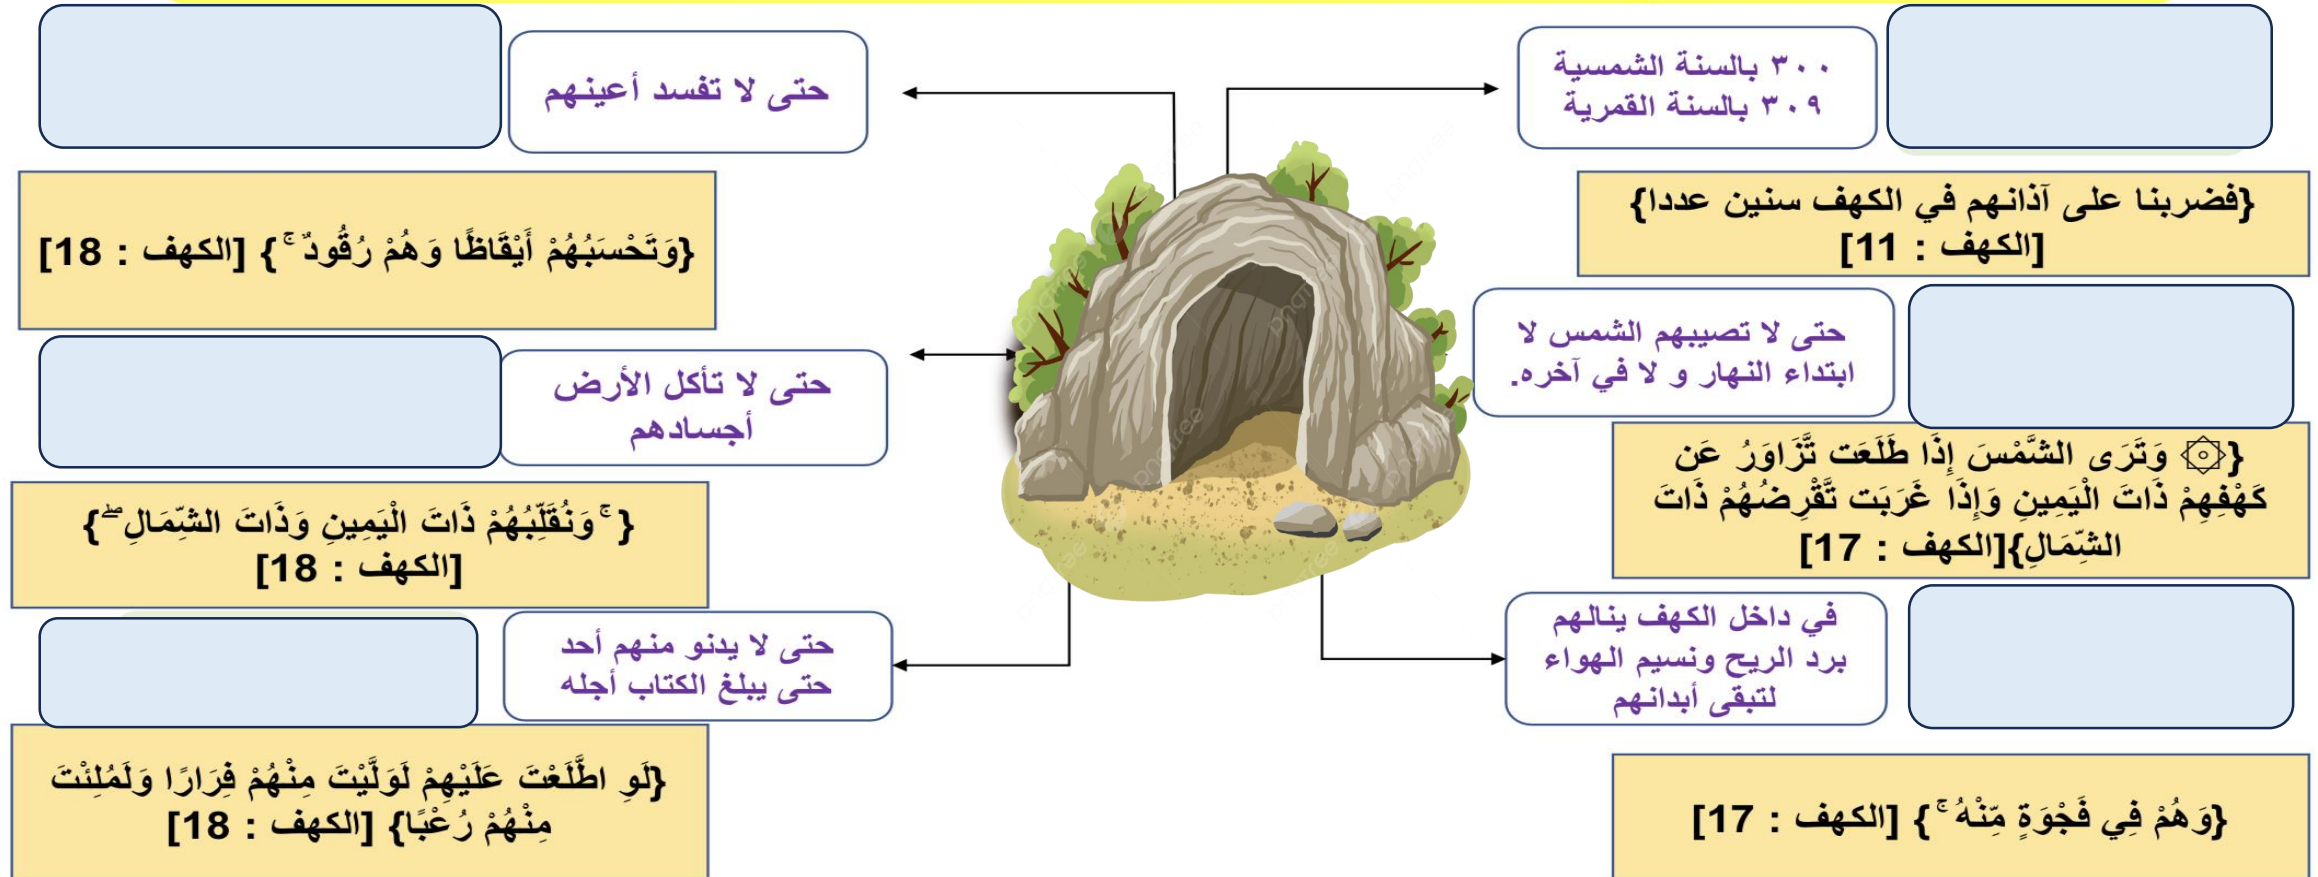 ٣٠٠ بالسنة الشمسية
٣٠٩ بالسنة القمرية
{فضربنا على آذانهم في الكهف سنين عددا}
[الكهف : 11]
حتى لا تصيبهم الشمس لا
ابتداء النهار و لا في آخره.
{۞ وَتَرَى الشَّمْسَ إِذَا طَلَعَت تَّزَاوَرُ عَن
كَهْفِهِمْ ذَاتَ الْيَمِينِ وَإِذَا غَرَبَت تَّقْرِضُهُمْ ذَاتَ
الشِّمَالِ}[الكهف : 17]
في داخل الكهف ينالهم
برد الريح ونسيم الهواء
لتبقى أبدانهم
{وَهُمْ فِي فَجْوَةٍ مِّنْهُ ۚ} [الكهف : 17]
حتى لا تفسد أعينهم
{وَتَحْسَبُهُمْ أَيْقَاظًا وَهُمْ رُقُودٌ ۚ} [الكهف : 18]
حتى لا تأكل الأرض
أجسادهم
{ ۚ وَنُقَلِّبُهُمْ ذَاتَ الْيَمِينِ وَذَاتَ الشِّمَالِ ۖ}
[الكهف : 18]
حتى لا يدنو منهم أحد
حتى يبلغ الكتاب أجله
{لَوِ اطَّلَعْتَ عَلَيْهِمْ لَوَلَّيْتَ مِنْهُمْ فِرَارًا وَلَمُلِئْتَ
مِنْهُمْ رُعْبًا} [الكهف : 18]